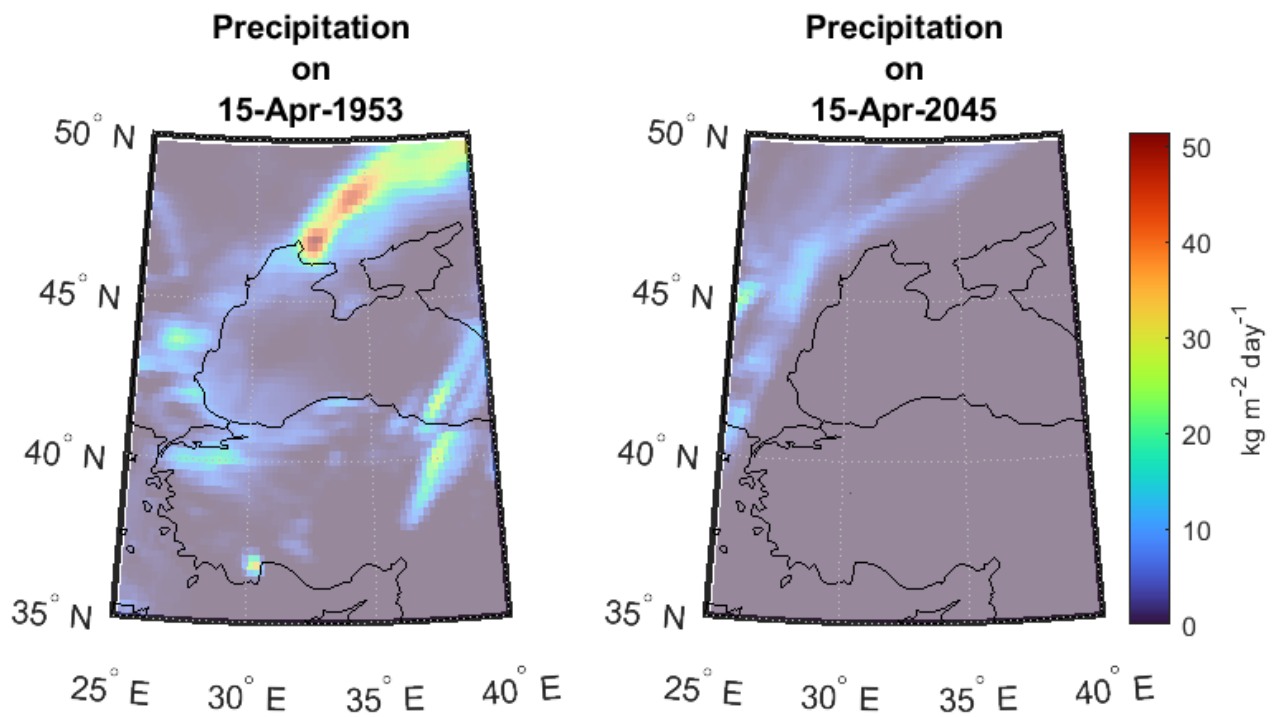 Precipitation
on
15-Apr-1953
50° N
45° N
40° N
35° N
25° E
30° E
35° E
40° E
Precipitation
on
15-Apr-2045
50° N
45° N
40° N
35° N
25° E
30° E
35° E
40° E
50
40
30
20
10
0
kg m⁻² day⁻¹